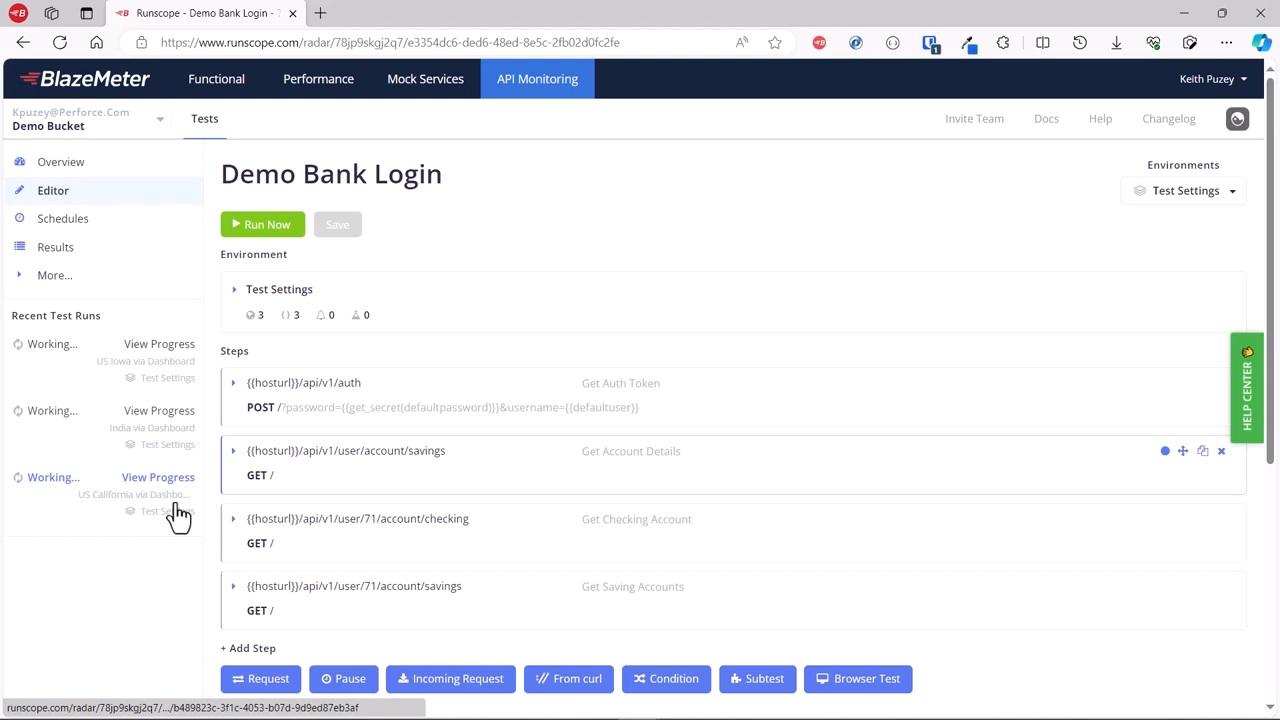 Runscope - Demo Bank Login -
https://www.runscope.com/radar/78jp9skgj2q7/e3354dc6-ded6-48ed-8e5c-2fb02d0fc2fe
BlazeMeter
Functional
Performance
Mock Services
API Monitoring
Keith Puzey
Kpuzey@Perforce.Com
Demo Bucket
Tests
Invite Team
Docs
Help
Changelog
Overview
Editor
Schedules
Results
More...
Recent Test Runs
Working... View Progress
US Iowa via Dashboard
Test Settings
Working... View Progress
India via Dashboard
Test Settings
Working... View Progress
US California via Dashbo...
Demo Bank Login
Environments
Test Settings
Run Now
Save
Environment
Test Settings
3 {} 3 0 0
Steps
{{hosturl}}/api/v1/auth Get Auth Token
POST /?password={{get_secret(defaultpassword)}}&username={{defaultuser}}
{{hosturl}}/api/v1/user/account/savings Get Account Details
GET /
{{hosturl}}/api/v1/user/71/account/checking Get Checking Account
GET /
{{hosturl}}/api/v1/user/71/account/savings Get Saving Accounts
GET /
+ Add Step
Request
Pause
Incoming Request
From curl
Condition
Subtest
Browser Test
HELP CENTER
runscope.com/radar/78jp9skgj2q7/.../b489823c-3f1c-4053-b07d-9d9ed87eb3af